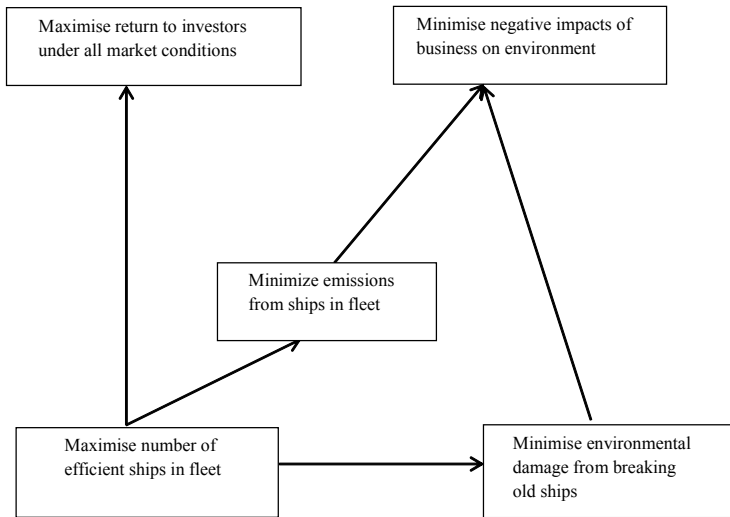 Maximise return to investors
under all market conditions
Minimise negative impacts of
business on environment
Minimize emissions
from ships in fleet
Maximise number of
efficient ships in fleet
Minimise environmental
damage from breaking
old ships